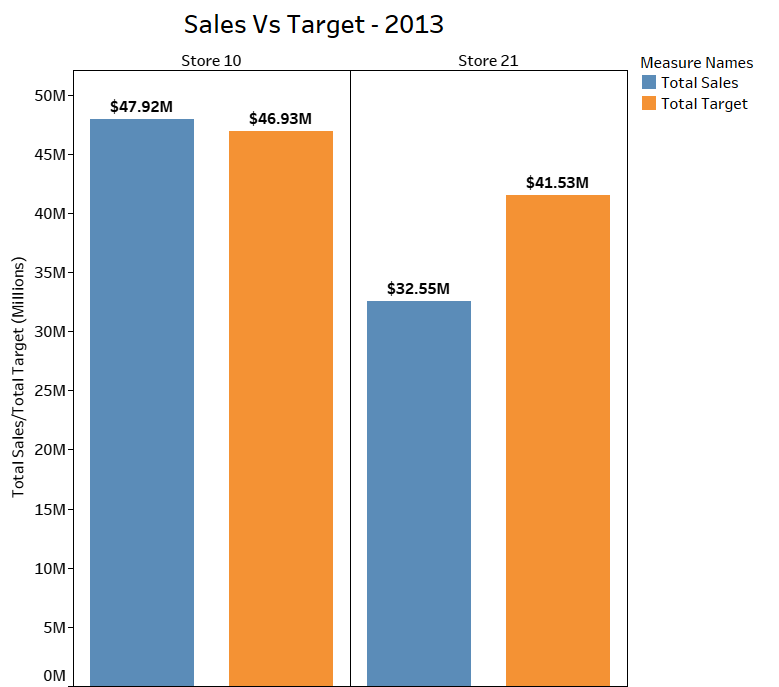 Sales Vs Target - 2013
Store 10
Store 21
Measure Names
Total Sales
Total Target
Total Sales/Total Target (Millions)
50M
45M
40M
35M
30M
25M
20M
15M
10M
5M
0M
$47.92M
$46.93M
$32.55M
$41.53M